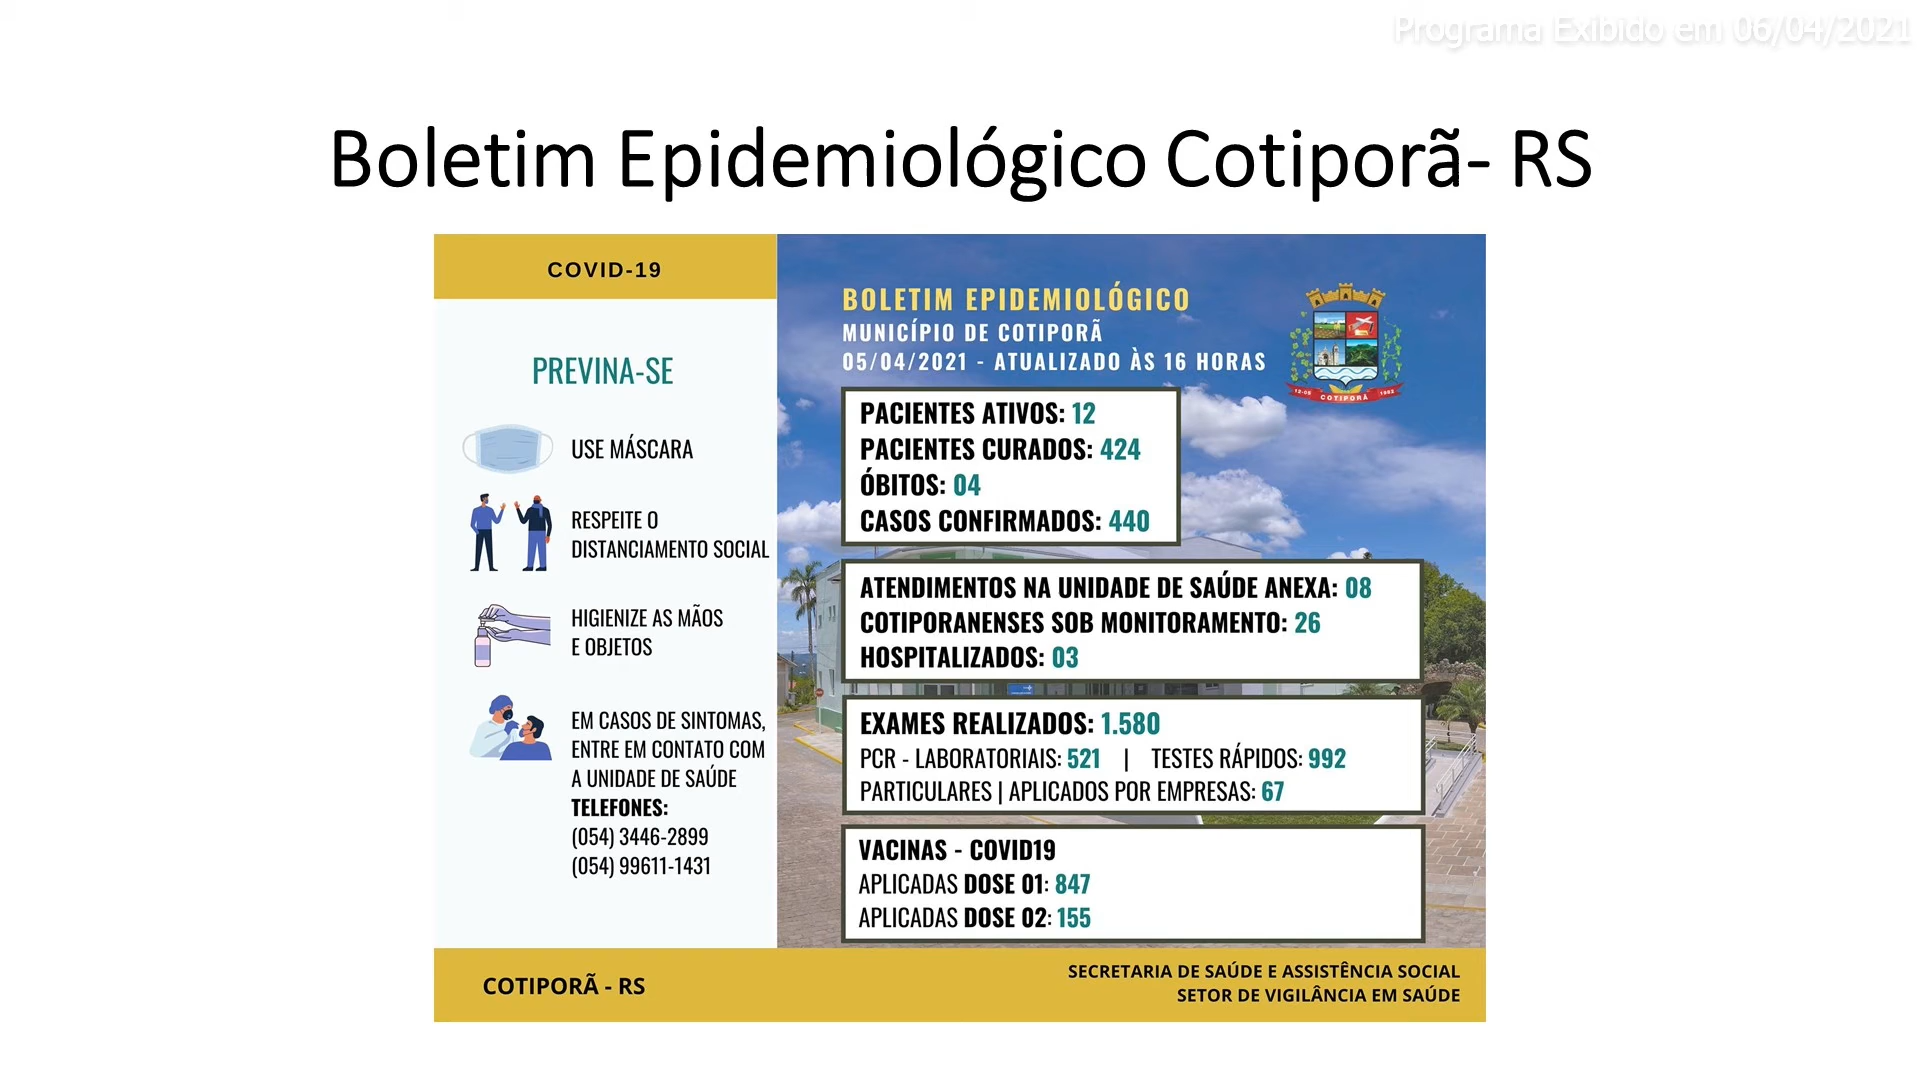 Programa Exibido em 06/04/2021
Boletim Epidemiológico Cotiporã- RS
COVID-19
PREVINA-SE
USE MÁSCARA
RESPEITE O
DISTANCIAMENTO SOCIAL
HIGIENIZE AS MÃOS
E OBJETOS
EM CASOS DE SINTOMAS,
ENTRE EM CONTATO COM
A UNIDADE DE SAÚDE
TELEFONES:
(054) 3446-2899
(054) 99611-1431
BOLETIM EPIDEMIOLÓGICO
MUNICÍPIO DE COTIPORÃ
05/04/2021 - ATUALIZADO ÀS 16 HORAS
COTIPORÃ
PACIENTES ATIVOS: 12
PACIENTES CURADOS: 424
ÓBITOS: 04
CASOS CONFIRMADOS: 440
ATENDIMENTOS NA UNIDADE DE SAÚDE ANEXA: 08
COTIPORANENSES SOB MONITORAMENTO: 26
HOSPITALIZADOS: 03
EXAMES REALIZADOS: 1.580
PCR - LABORATORIAIS: 521 | TESTES RÁPIDOS: 992
PARTICULARES | APLICADOS POR EMPRESAS: 67
VACINAS - COVID19
APLICADAS DOSE 01: 847
APLICADAS DOSE 02: 155
COTIPORÃ - RS
SECRETARIA DE SAÚDE E ASSISTÊNCIA SOCIAL
SETOR DE VIGILÂNCIA EM SAÚDE